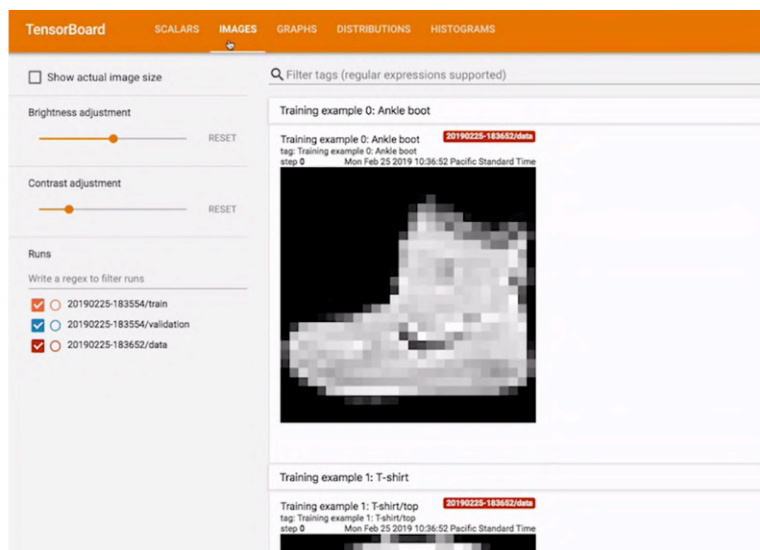 TensorBoard SCALARS IMAGES GRAPHS DISTRIBUTIONS HISTOGRAMS
Show actual image size
Brightness adjustment
RESET
Contrast adjustment
RESET
Runs
Write a regex to filter runs
20190225-183554/train
20190225-183554/validation
20190225-183652/data
Filter tags (regular expressions supported)
Training example 0: Ankle boot
Training example 0: Ankle boot 20190225-183652/data
tag: Training example 0: Ankle boot
step 0 Mon Feb 25 2019 10:36:52 Pacific Standard Time
Training example 1: T-shirt
Training example 1: T-shirt/top 20190225-183652/data
tag: Training example 1: T-shirt/top
step 0 Mon Feb 25 2019 10:36:52 Pacific Standard Time